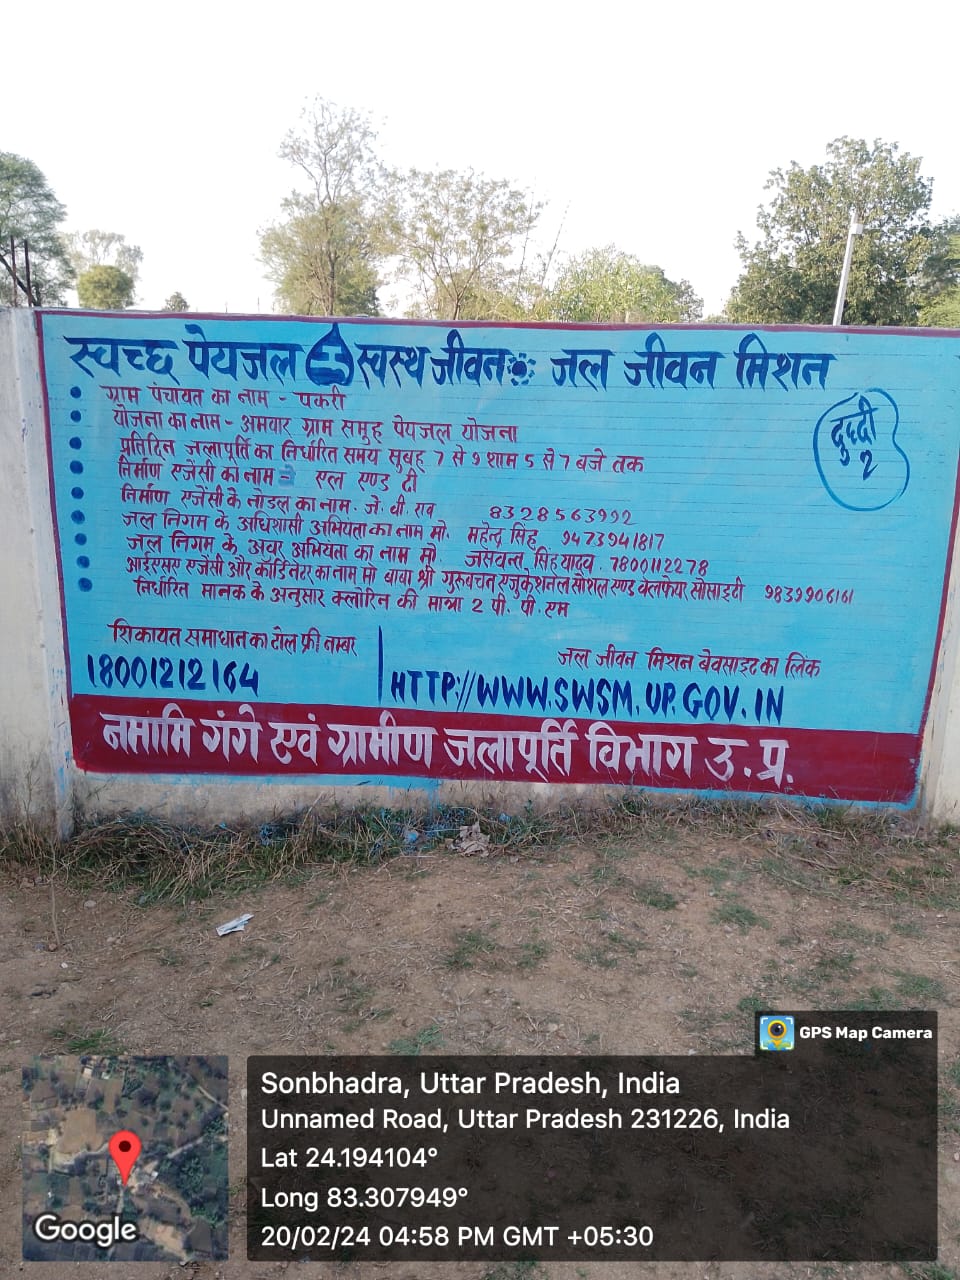 स्वच्छ पेयजल स्वस्थ जीवन जल जीवन मिशन
ग्राम पंचायत का नाम - पकरी
योजना का नाम - अमवार ग्राम समुह पेयजल योजना
प्रतिदिन जलापूर्ति का निर्धारित समय सुबह 7 से 9 शाम 5 से 7 बजे तक
निर्माण एजेंसी का नाम - एल एण्ड टी
निर्माण एजेंसी के नोडल का नाम. जे. वी. राव 8328563992
जल निगम के अधिशासी अभियंता का नाम मो. महेन्द्र सिंह 9473941817
जल निगम के अवर अभियंता का नाम मो. जसवन्त सिंह यादव 7800112278
आईएसए एजेंसी और कोर्डिनेटर का नाम मो बाबा श्री गुरुवचन एजुकेशनल सोशल एण्ड वेलफेयर सोसाइटी 9839906161
निर्धारित मानक के अनुसार क्लोरिन की मात्रा 2 पी. पी. एम
दुद्दी
2
शिकायत समाधान का टोल फ्री नम्बर
18001212164
जल जीवन मिशन बेवसाइट का लिंक
HTTP://WWW.SWSM.UP.GOV.IN
नमामि गंगे एवं ग्रामीण जलापूर्ति विभाग उ.प्र.
GPS Map Camera
Sonbhadra, Uttar Pradesh, India
Unnamed Road, Uttar Pradesh 231226, India
Lat 24.194104°
Long 83.307949°
20/02/24 04:58 PM GMT +05:30
Google